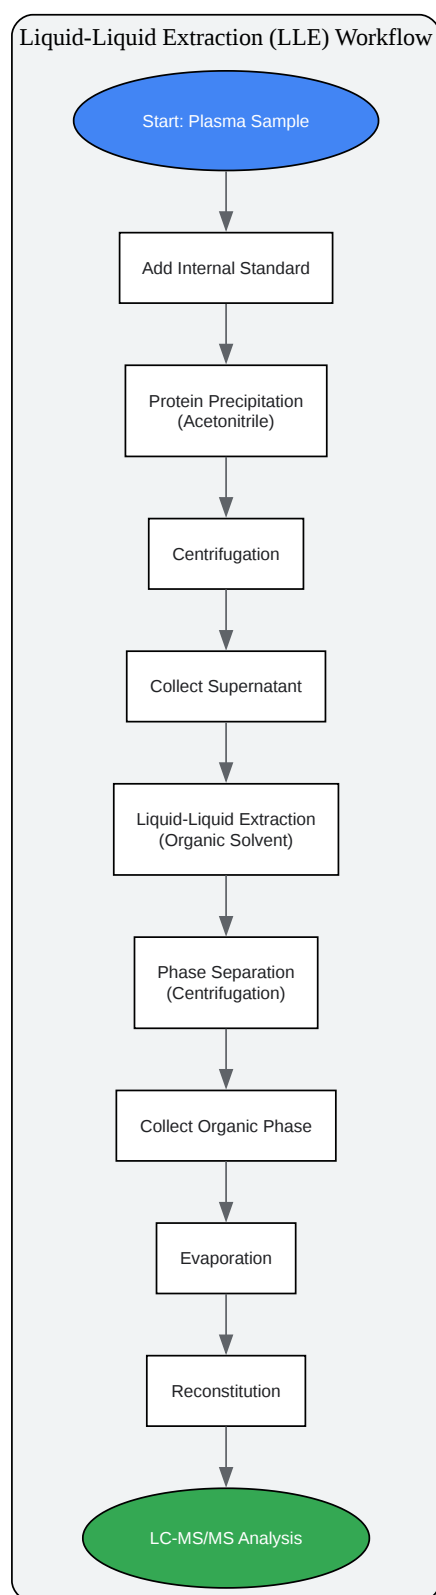 Liquid-Liquid Extraction (LLE) Workflow
Start: Plasma Sample
Add Internal Standard
Protein Precipitation
(Acetonitrile)
Centrifugation
Collect Supernatant
Liquid-Liquid Extraction
(Organic Solvent)
Phase Separation
(Centrifugation)
Collect Organic Phase
Evaporation
Reconstitution
LC-MS/MS Analysis